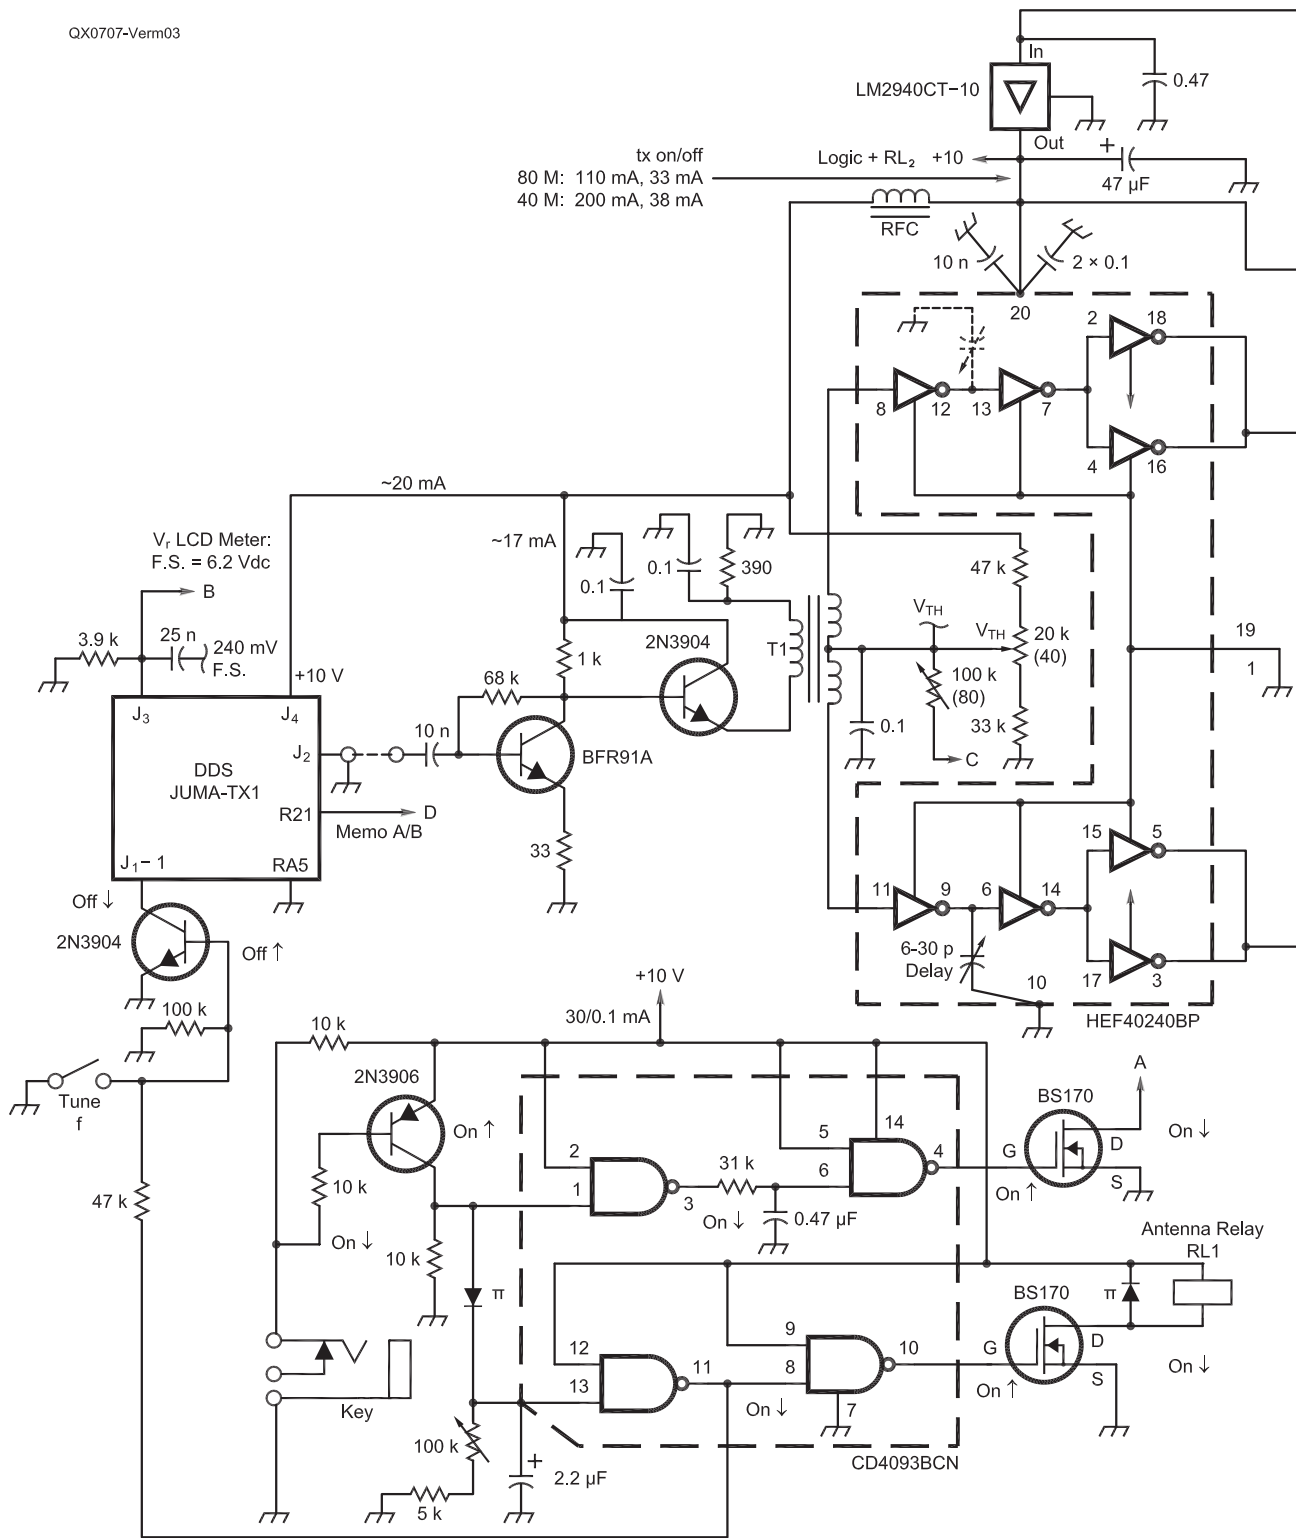 QX0707-Verm03
In
LM2940CT−10
0.47
Out
tx on/off
80 M: 110 mA, 33 mA
40 M: 200 mA, 38 mA
Logic + RL₂ +10
+
47 µF
RFC
10 n
2 × 0.1
20
2
18
8
12
13
7
4
16
~20 mA
Vr LCD Meter:
F.S. = 6.2 Vdc
B
~17 mA
0.1
0.1
390
47 k
3.9 k
25 n
240 mV
F.S.
+10 V
1 k
2N3904
T1
VTH
VTH
20 k
(40)
19
1
100 k
(80)
68 k
33 k
0.1
C
J3
J4
J2
10 n
BFR91A
DDS
JUMA-TX1
R21
D
Memo A/B
33
J1− 1
RA5
15
5
11
9
6
14
Off ↓
2N3904
Off ↑
6-30 p
Delay
10
17
3
HEF40240BP
+10 V
30/0.1 mA
100 k
10 k
Tune
f
2N3906
On ↑
A
BS170
On ↓
5
14
4
G
D
S
2
1
3
31 k
6
On ↑
10 k
47 k
On ↓
On ↓
0.47 µF
10 k
Antenna Relay
RL1
π
BS170
π
9
10
G
D
S
12
13
11
8
On ↓
On ↑
On ↓
7
Key
100 k
+
2.2 µF
CD4093BCN
5 k